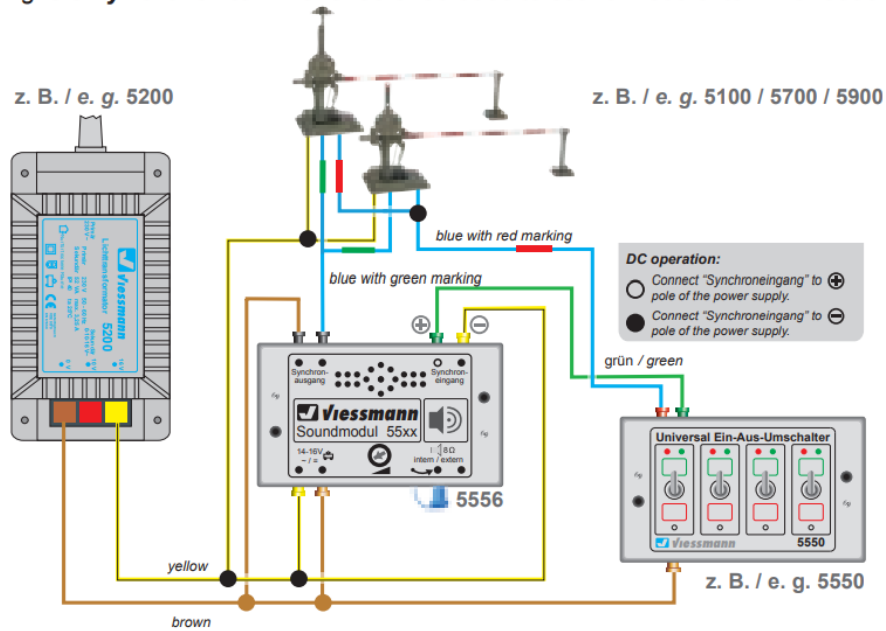 z. B. / e. g. 5200
z. B. / e. g. 5100 / 5700 / 5900
blue with red marking
blue with green marking
DC operation:
Connect "Synchroneingang" to ⊕
pole of the power supply.
Connect "Synchroneingang" to ⊖
pole of the power supply.
grün / green
Viessmann
Lichttransformator 5200
Synchron-
ausgang
Synchron-
eingang
Viessmann
Soundmodul 55xx
14-16V
~ / =
8 Ω
intern / extern
5556
Universal Ein-Aus-Umschalter
Viessmann
5550
z. B. / e. g. 5550
yellow
brown